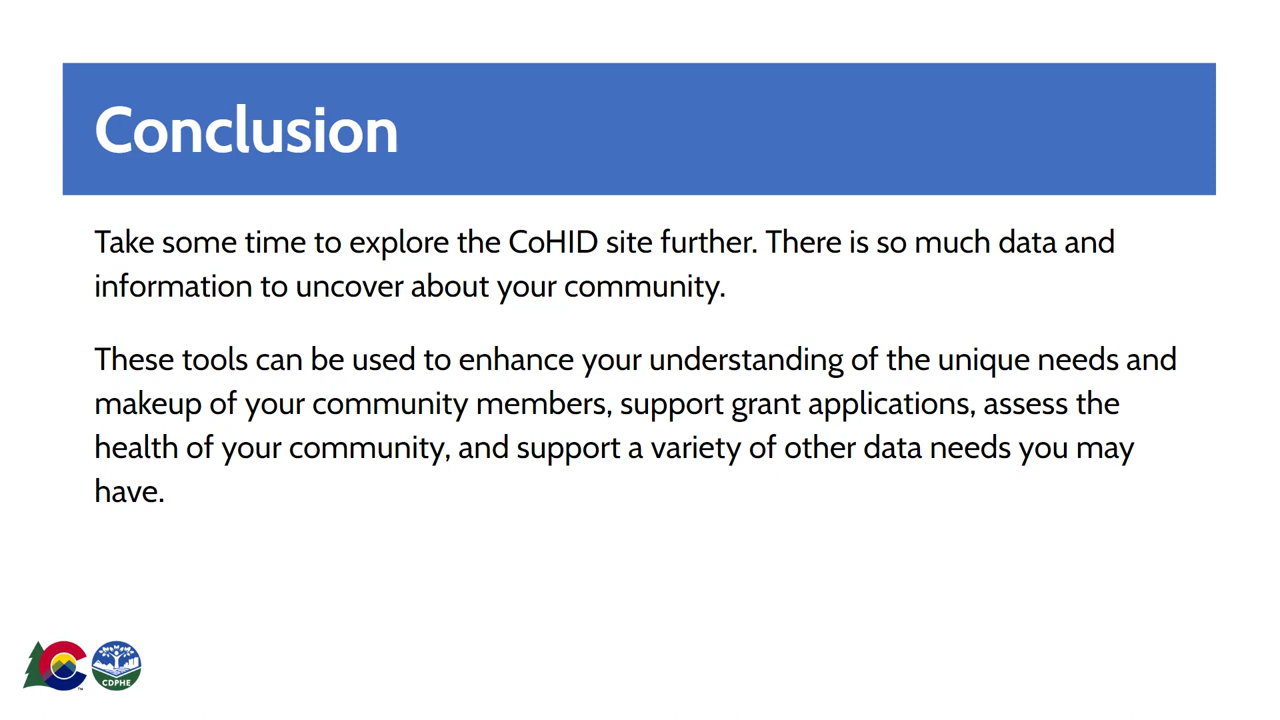 Conclusion
Take some time to explore the CoHID site further. There is so much data and
information to uncover about your community.
These tools can be used to enhance your understanding of the unique needs and
makeup of your community members, support grant applications, assess the
health of your community, and support a variety of other data needs you may
have.
CDPHE